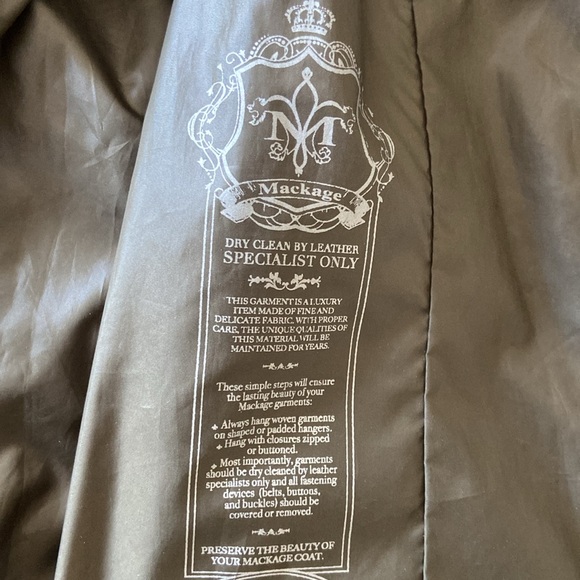 M
Mackage
DRY CLEAN BY LEATHER
SPECIALIST ONLY
THIS GARMENT IS A LUXURY
ITEM MADE OF FINE AND
DELICATE FABRIC. WITH PROPER
CARE, THE UNIQUE QUALITIES OF
THIS MATERIAL WILL BE
MAINTAINED FOR YEARS.
These simple steps will ensure
the lasting beauty of your
Mackage garments:
Always hang woven garments
on shaped or padded hangers.
Hang with closures zipped
or buttoned.
Most importantly, garments
should be dry cleaned by leather
specialists only and all fastening
devices (belts, buttons,
and buckles) should be
covered or removed.
PRESERVE THE BEAUTY OF
YOUR MACKAGE COAT.